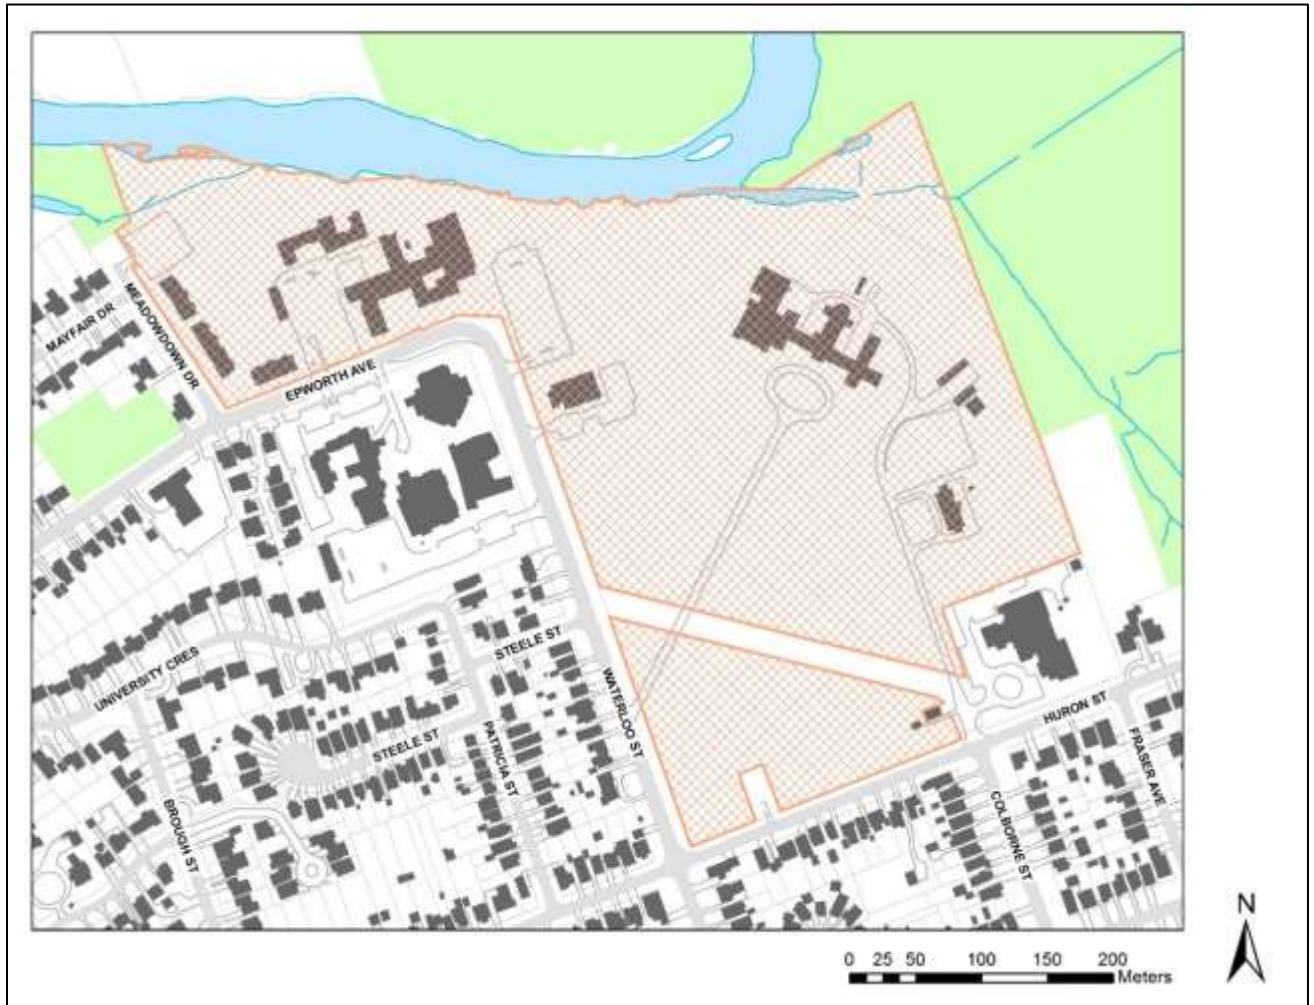 MAYFAIR DR
MEADOWDOWN DR
EPWORTH AVE
UNIVERSITY CRES
STEELE ST
STEELE ST
PATRICIA ST
WATERLOO ST
BROUGH ST
HURON ST
FRASER AVE
COLBORNE ST
N
0 25 50 100 150 200
Meters